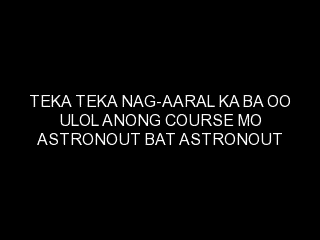 TEKA TEKA NAG-AARAL KA BA OO
ULOL ANONG COURSE MO
ASTRONOUT BAT ASTRONOUT